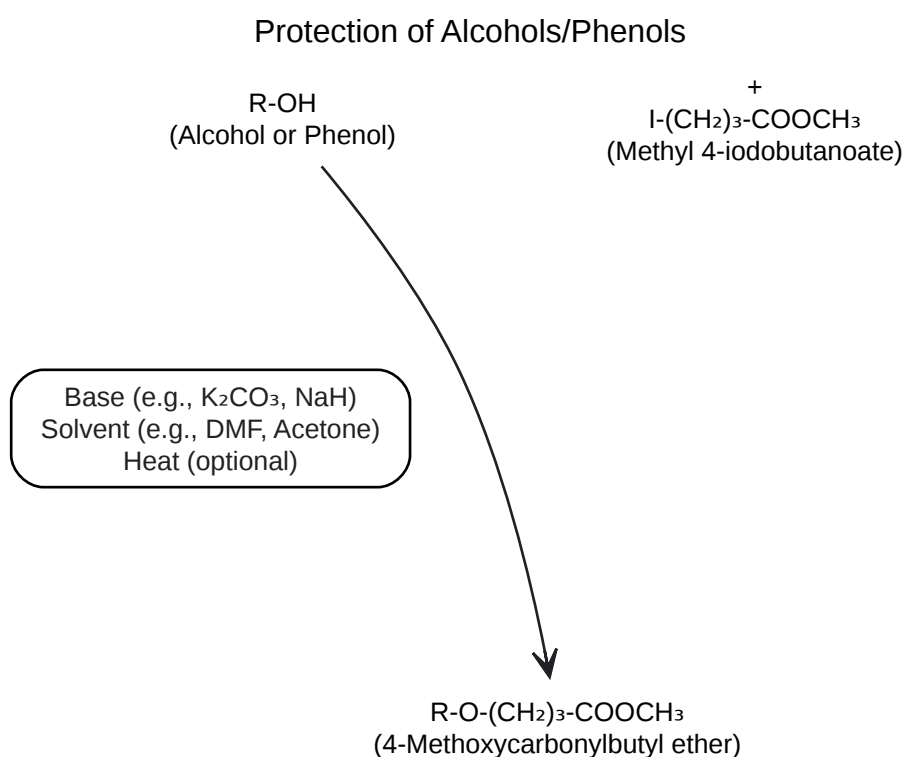 Protection of Alcohols/Phenols
R-OH
(Alcohol or Phenol)
+
I-(CH₂)₃-COOCH₃
(Methyl 4-iodobutanoate)
Base (e.g., K₂CO₃, NaH)
Solvent (e.g., DMF, Acetone)
Heat (optional)
R-O-(CH₂)₃-COOCH₃
(4-Methoxycarbonylbutyl ether)